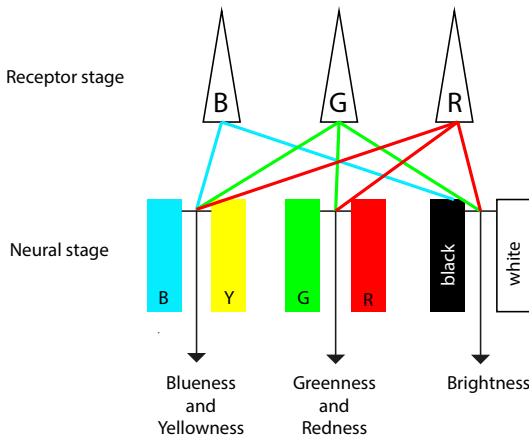 Receptor stage
B G R
Neural stage
B Y G R black white
Blueness and Yellowness
Greenness and Redness
Brightness